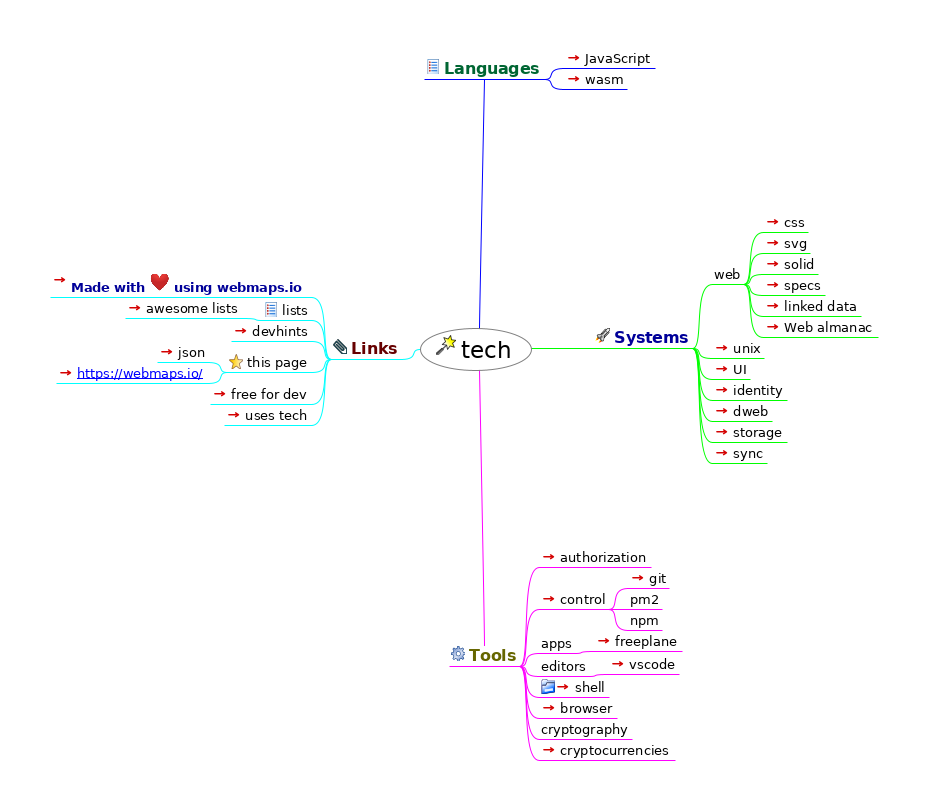 Languages
JavaScript
wasm
tech
Systems
web
css
svg
solid
specs
linked data
Web almanac
unix
UI
identity
dweb
storage
sync
Links
Made with using webmaps.io
lists
awesome lists
devhints
this page
json
https://webmaps.io/
free for dev
uses tech
Tools
authorization
control
git
pm2
npm
apps
freeplane
editors
vscode
shell
browser
cryptography
cryptocurrencies